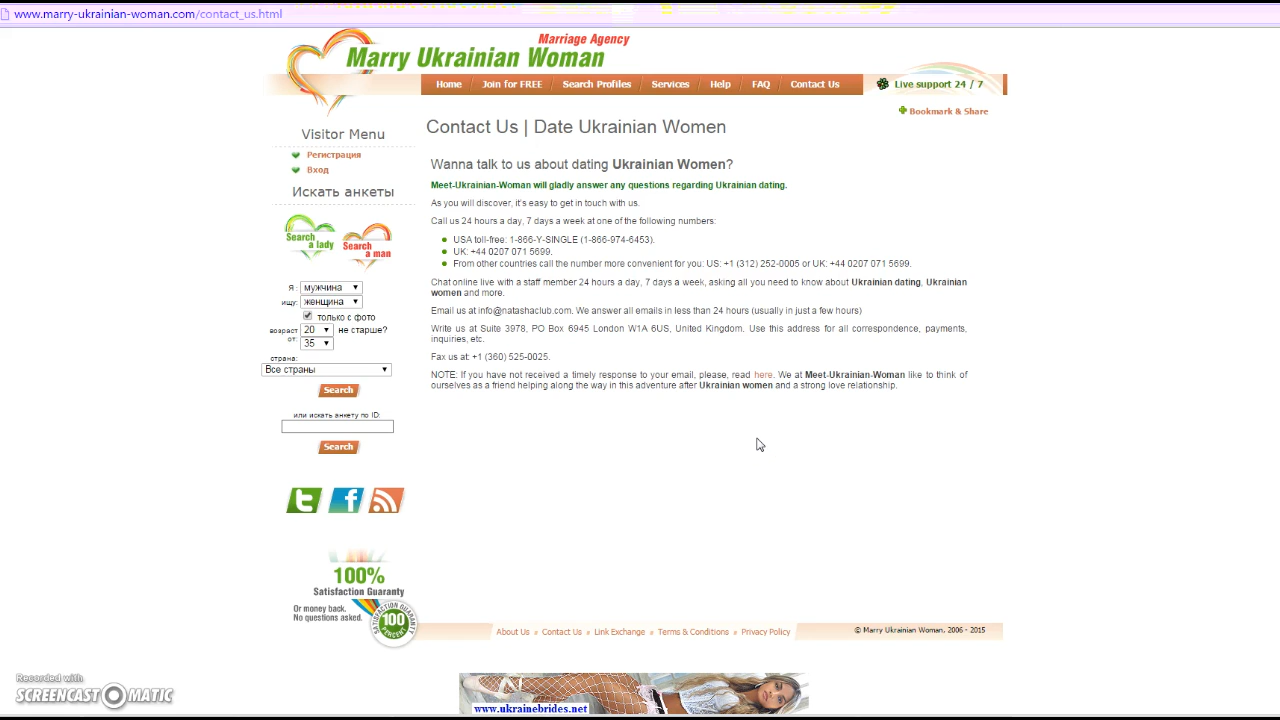 www.marry-ukrainian-woman.com/contact_us.html
Marriage Agency
Marry Ukrainian Woman
Home
Join for FREE
Search Profiles
Services
Help
FAQ
Contact Us
Live support 24 / 7
Bookmark & Share
Visitor Menu
Регистрация
Вход
Искать анкеты
Search a lady
Search a man
Я : мужчина
ищу: женщина
только с фото
возраст от: 20 не старше?
35
страна:
Все страны
Search
или искать анкету по ID:
Search
Contact Us | Date Ukrainian Women
Wanna talk to us about dating Ukrainian Women?
Meet-Ukrainian-Woman will gladly answer any questions regarding Ukrainian dating.
As you will discover, it's easy to get in touch with us.
Call us 24 hours a day, 7 days a week at one of the following numbers:
USA toll-free: 1-866-Y-SINGLE (1-866-974-6453).
UK: +44 0207 071 5699.
From other countries call the number more convenient for you: US: +1 (312) 252-0005 or UK: +44 0207 071 5699.
Chat online live with a staff member 24 hours a day, 7 days a week, asking all you need to know about Ukrainian dating, Ukrainian
women and more.
Email us at info@natashaclub.com. We answer all emails in less than 24 hours (usually in just a few hours)
Write us at Suite 3978, PO Box 6945 London W1A 6US, United Kingdom. Use this address for all correspondence, payments,
inquiries, etc.
Fax us at: +1 (360) 525-0025.
NOTE: If you have not received a timely response to your email, please, read here. We at Meet-Ukrainian-Woman like to think of
ourselves as a friend helping along the way in this adventure after Ukrainian women and a strong love relationship.
100%
Satisfaction Guaranty
Or money back.
No questions asked.
SATISFACTION GUARANTY
100
PERCENT
About Us
Contact Us
Link Exchange
Terms & Conditions
Privacy Policy
© Marry Ukrainian Woman, 2006 - 2015
Recorded with
SCREENCAST-O-MATIC
www.ukrainebrides.net